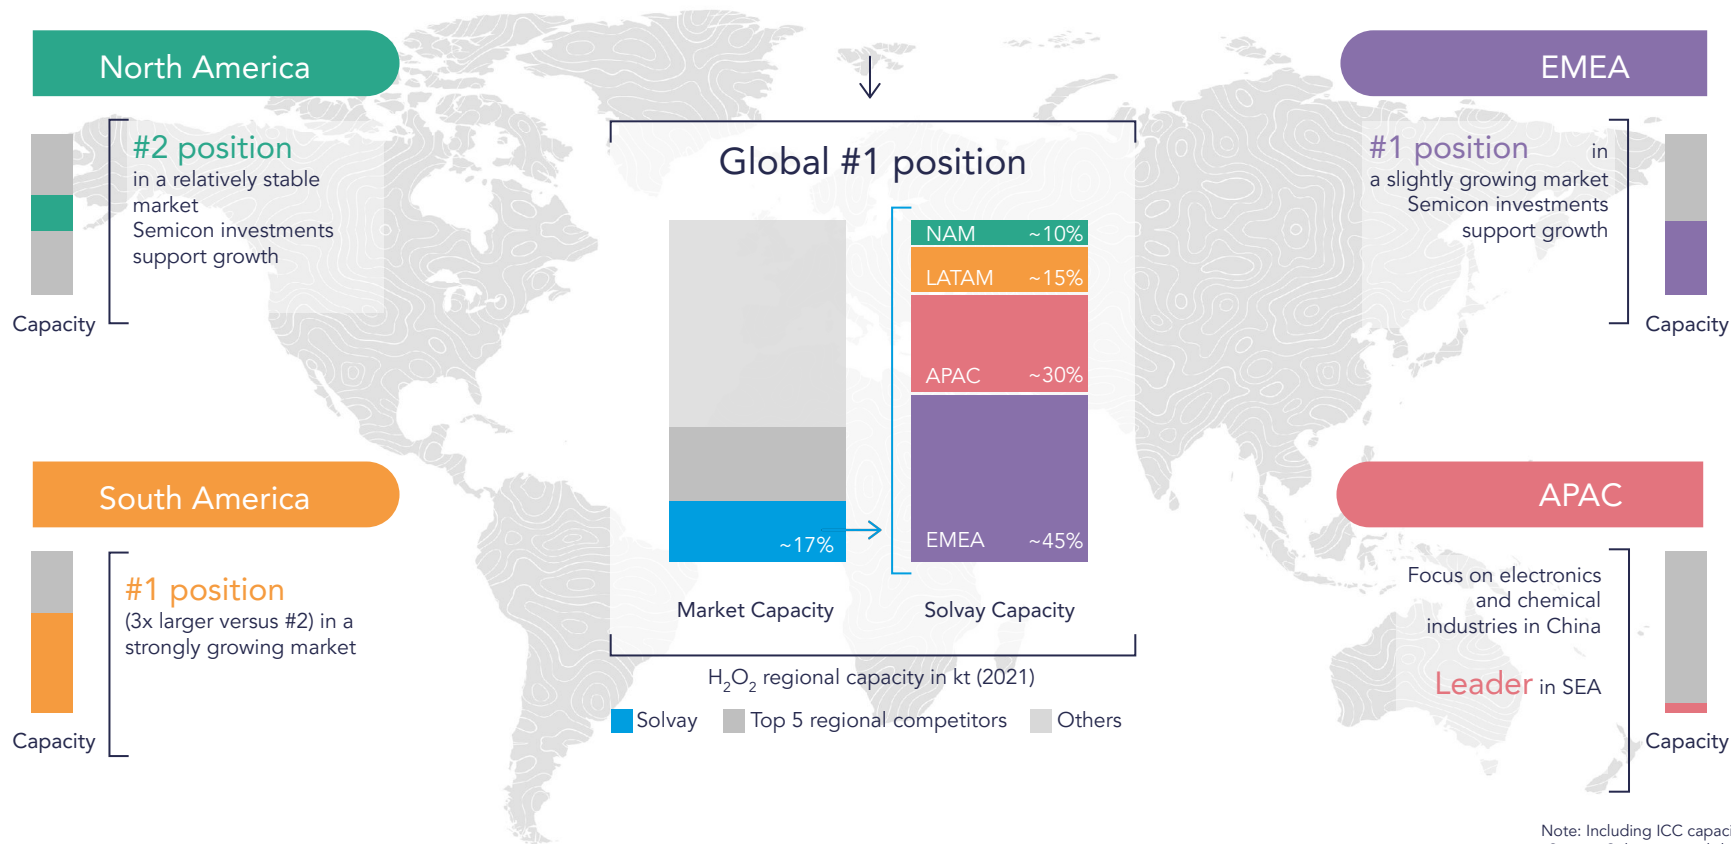 North America
#2 position
in a relatively stable
market
Semicon investments
support growth
Capacity
South America
#1 position
(3x larger versus #2) in a
strongly growing market
Capacity
Global #1 position
~17%
Market Capacity
NAM ~10%
LATAM ~15%
APAC ~30%
EMEA ~45%
Solvay Capacity
H2O2 regional capacity in kt (2021)
Solvay Top 5 regional competitors Others
EMEA
#1 position in
a slightly growing market
Semicon investments
support growth
Capacity
APAC
Focus on electronics
and chemical
industries in China
Leader in SEA
Capacity
Note: Including ICC